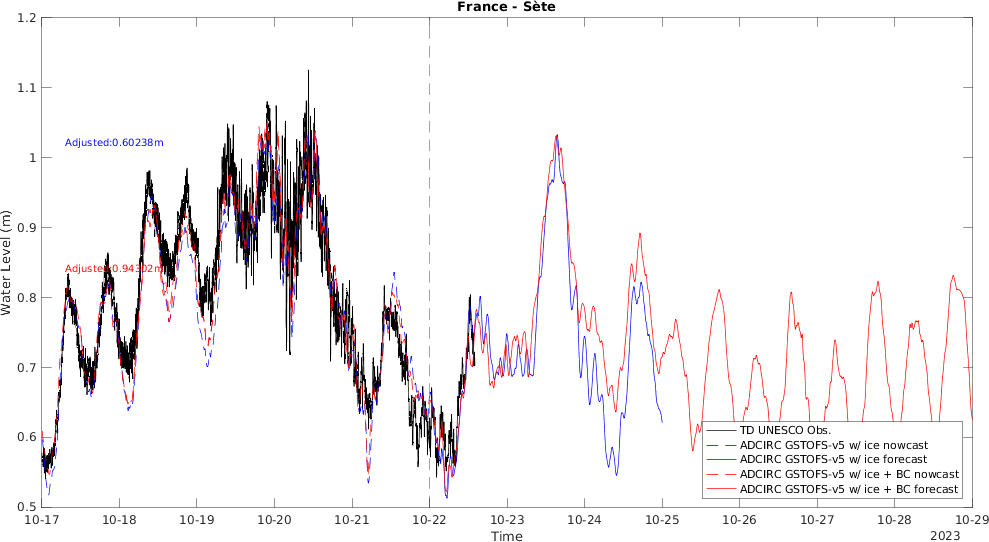 France - Sète
1.2
1.1
1
0.9
0.8
0.7
0.6
0.5
Water Level (m)
Adjusted:0.60238m
Adjusted:0.94302m
TD UNESCO Obs.
ADCIRC GSTOFS-v5 w/ ice nowcast
ADCIRC GSTOFS-v5 w/ ice forecast
ADCIRC GSTOFS-v5 w/ ice + BC nowcast
ADCIRC GSTOFS-v5 w/ ice + BC forecast
10-17 10-18 10-19 10-20 10-21 10-22 10-23 10-24 10-25 10-26 10-27 10-28 10-29
Time
2023